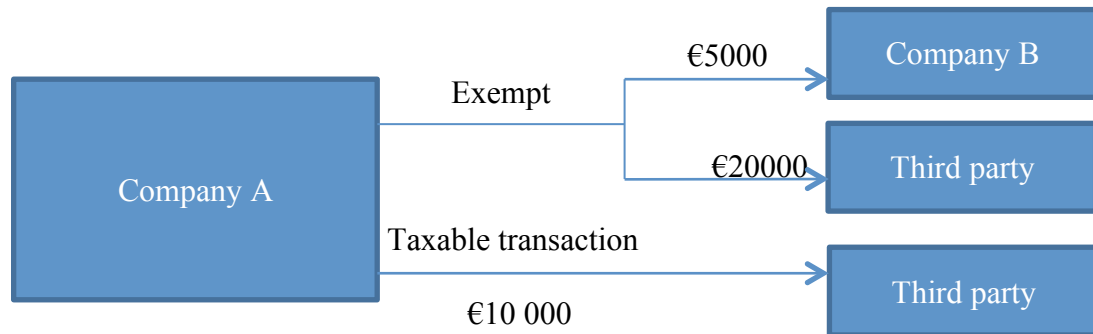 Company A
Exempt
€5000
Company B
€20000
Third party
Taxable transaction
€10 000
Third party